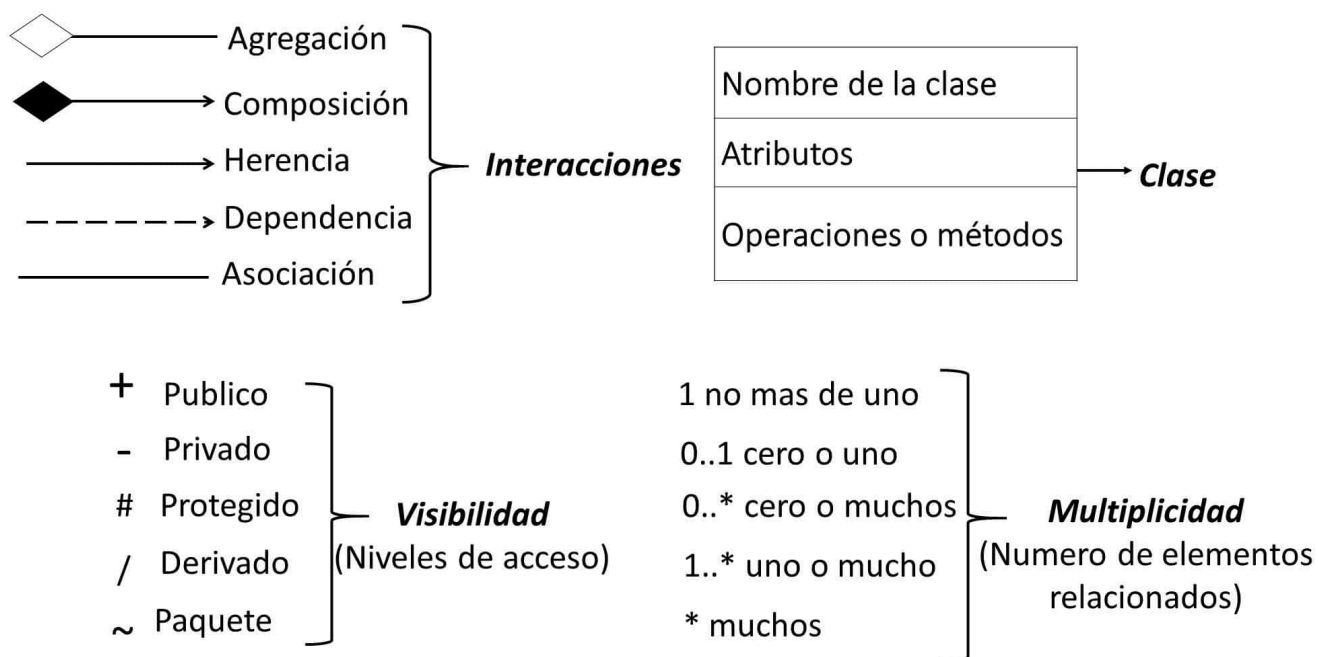 Agregación
Composición
Herencia
Dependencia
Asociación
Interacciones
Nombre de la clase
Atributos
Operaciones o métodos
Clase
+ Publico
- Privado
# Protegido
/ Derivado
~ Paquete
Visibilidad
(Niveles de acceso)
1 no mas de uno
0..1 cero o uno
0..* cero o muchos
1..* uno o mucho
* muchos
Multiplicidad
(Numero de elementos
relacionados)